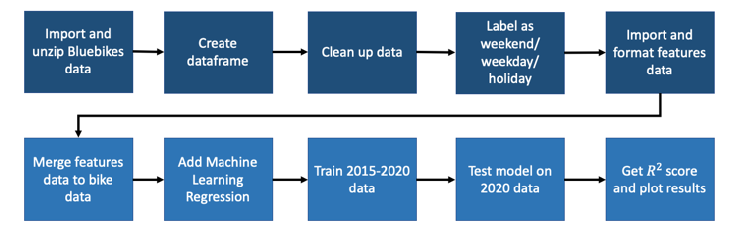 Import and
unzip Bluebikes
data
Create
dataframe
Clean up data
Label as
weekend/
weekday/
holiday
Import and
format features
data
Merge features
data to bike
data
Add Machine
Learning
Regression
Train 2015-2020
data
Test model on
2020 data
Get R² score
and plot results